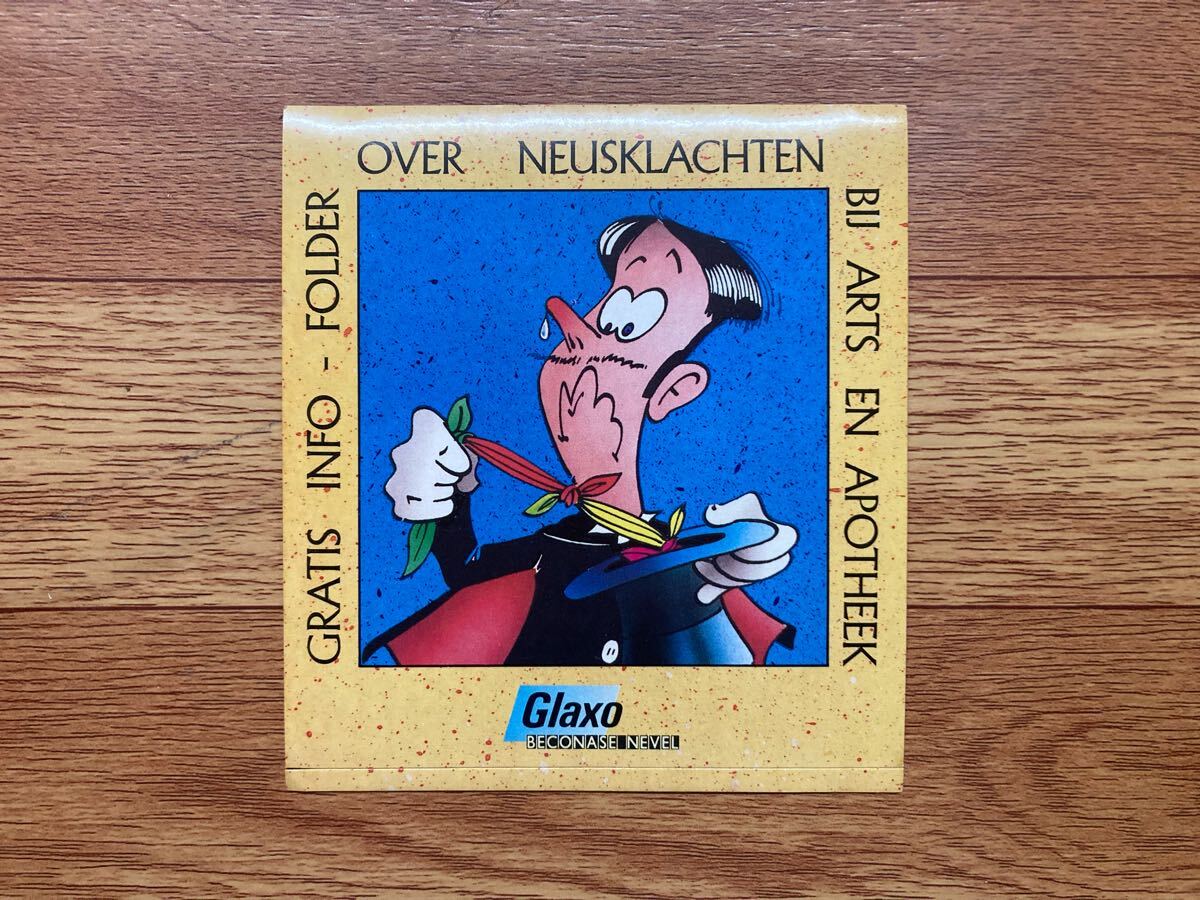 GRATIS INFO - FOLDER
OVER NEUSKLACHTEN
BIJ ARTS EN APOTHEEK
Glaxo
BECONASE NEVEL